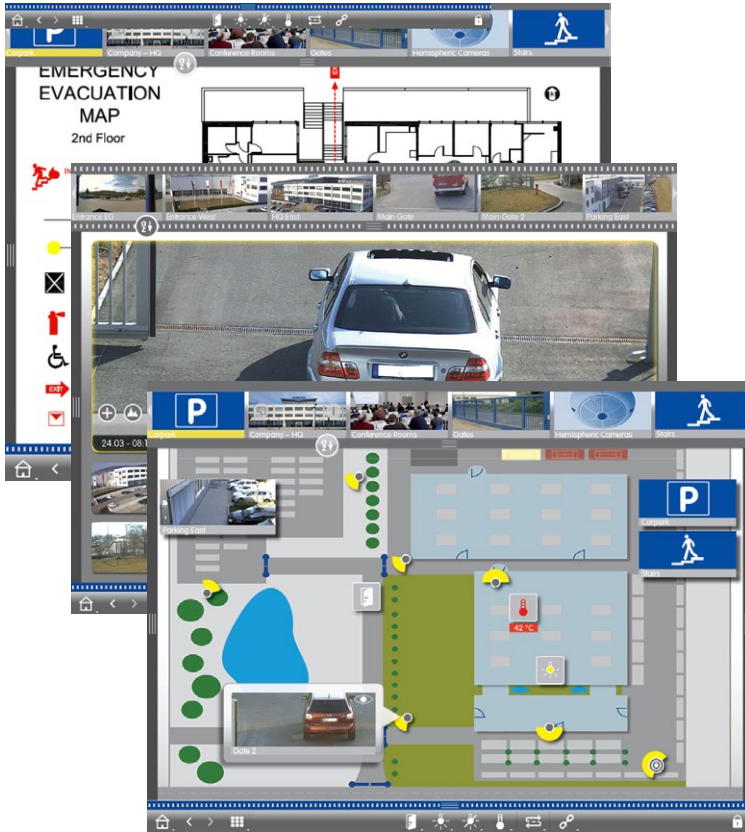 P
Carpark
Company – HQ
Conference Rooms
Gates
Hemispheric Cameras
Stairs
EMERGENCY
EVACUATION
MAP
2nd Floor
Entrance EG
Entrance West
HQ East
Main Gate
Main Gate 2
Parking East
EXIT
24.03 - 08:
P
Carpark
Company – HQ
Conference Rooms
Gates
Hemispheric Cameras
Stairs
Parking East
P
Carpark
Stairs
42 °C
Gate 2